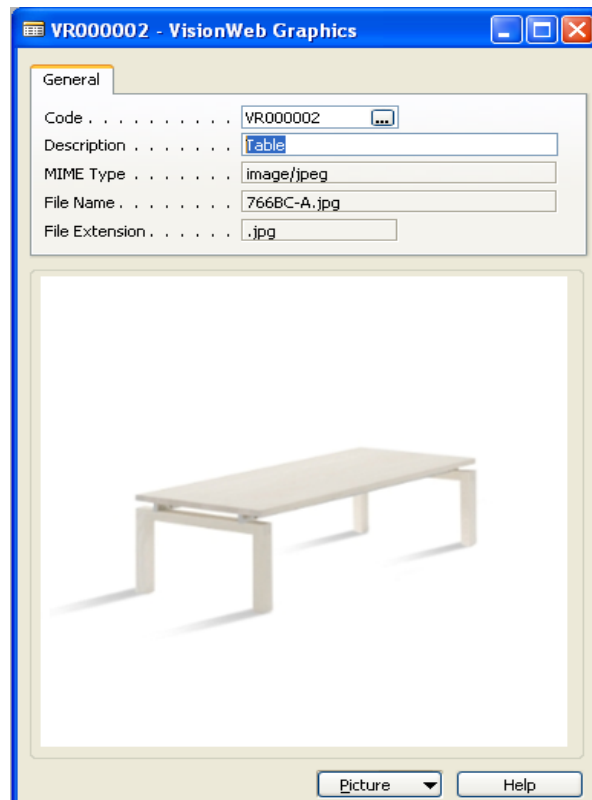 VR000002 - VisionWeb Graphics
General
Code . . . . . . . . . . VR000002 ...
Description . . . . . . . Table
MIME Type . . . . . . . image/jpeg
File Name . . . . . . . . 766BC-A.jpg
File Extension . . . . . . .jpg
Picture Help